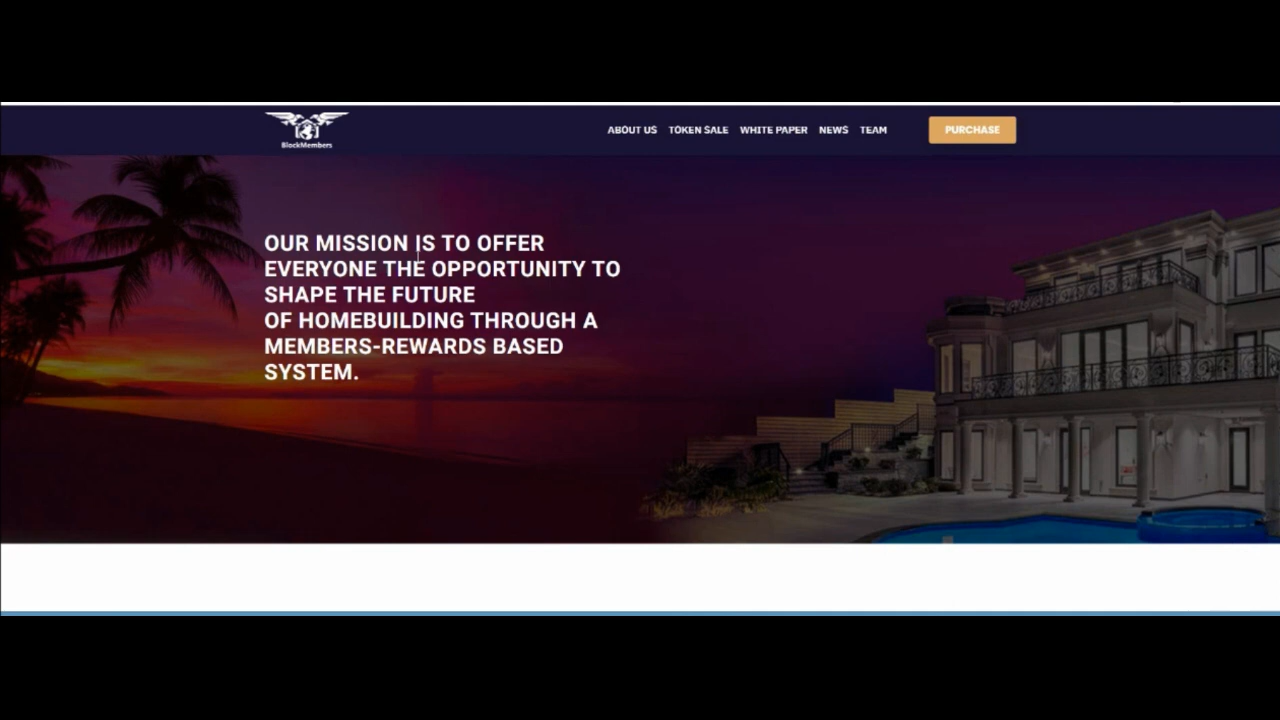 BlockMembers
ABOUT US TOKEN SALE WHITE PAPER NEWS TEAM PURCHASE
OUR MISSION IS TO OFFER
EVERYONE THE OPPORTUNITY TO
SHAPE THE FUTURE
OF HOMEBUILDING THROUGH A
MEMBERS-REWARDS BASED
SYSTEM.